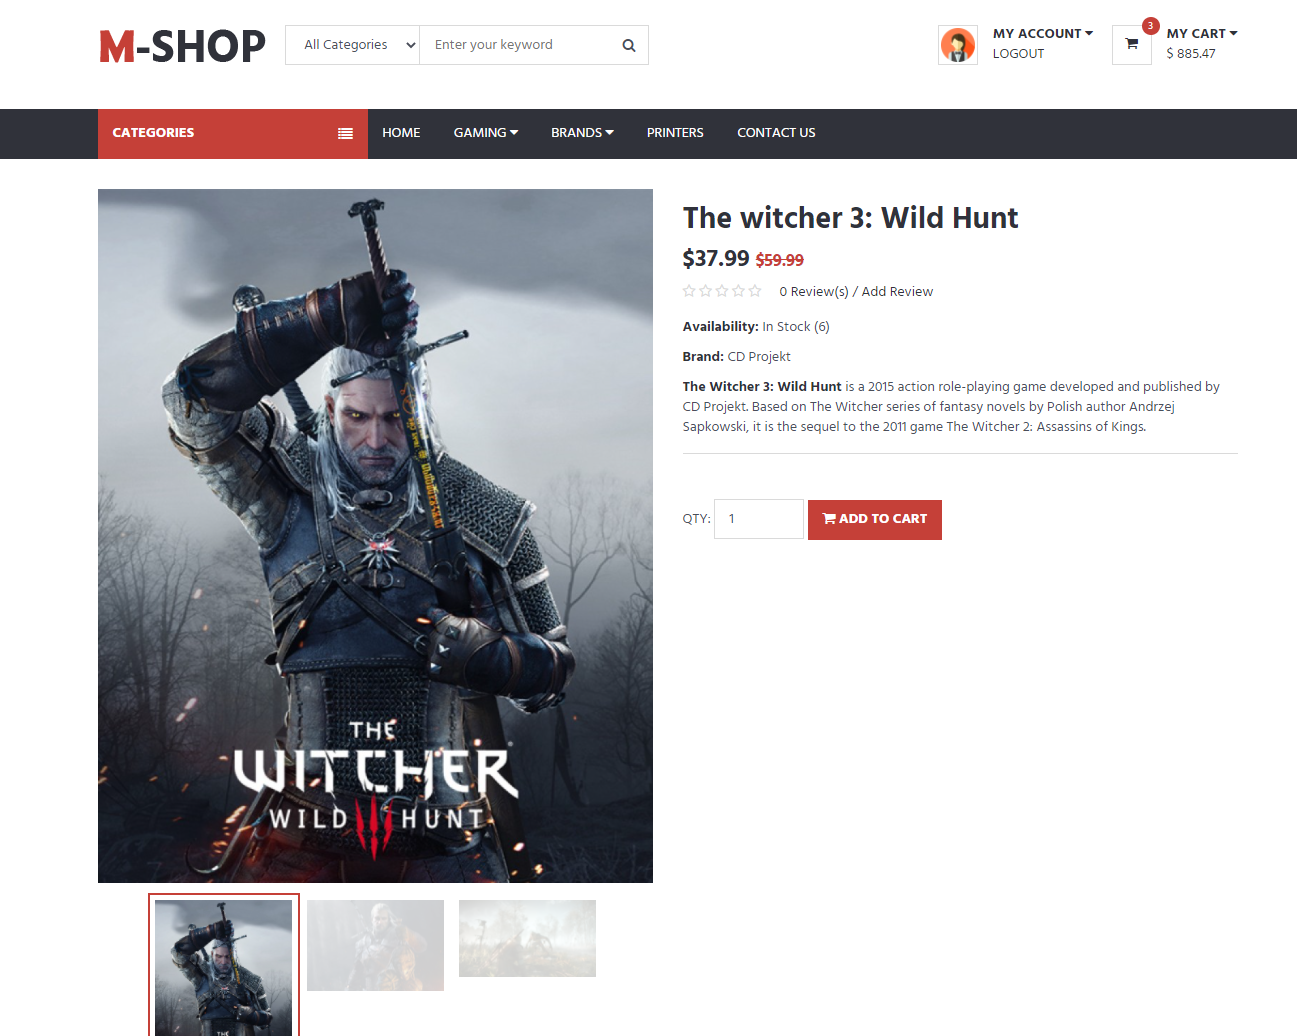 M-SHOP
All Categories
Enter your keyword
MY ACCOUNT
LOGOUT
3
MY CART
$ 885.47
CATEGORIES
HOME
GAMING
BRANDS
PRINTERS
CONTACT US
THE
WITCHER
WILD III HUNT
The witcher 3: Wild Hunt
$37.99 $59.99
0 Review(s) / Add Review
Availability: In Stock (6)
Brand: CD Projekt
The Witcher 3: Wild Hunt is a 2015 action role-playing game developed and published by
CD Projekt. Based on The Witcher series of fantasy novels by Polish author Andrzej
Sapkowski, it is the sequel to the 2011 game The Witcher 2: Assassins of Kings.
QTY: 1
ADD TO CART
THE